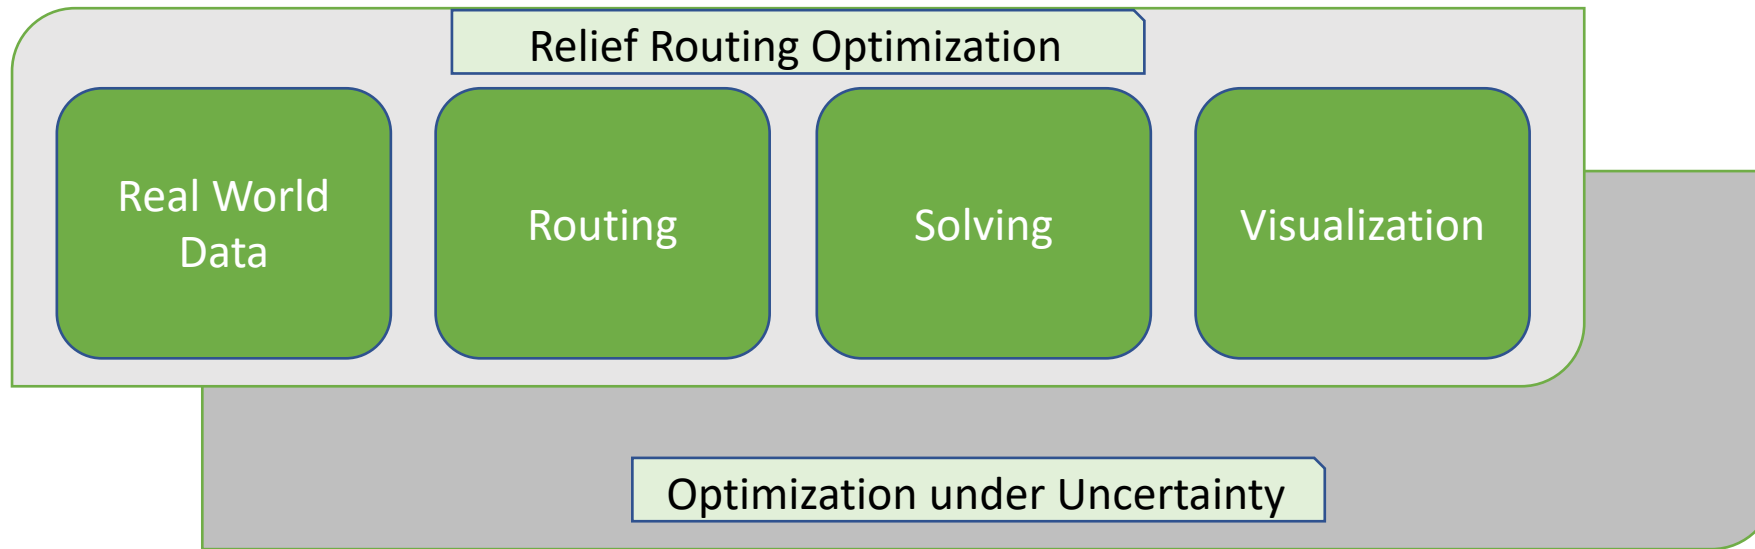 Relief Routing Optimization
Real World
Data
Routing
Solving
Visualization
Optimization under Uncertainty